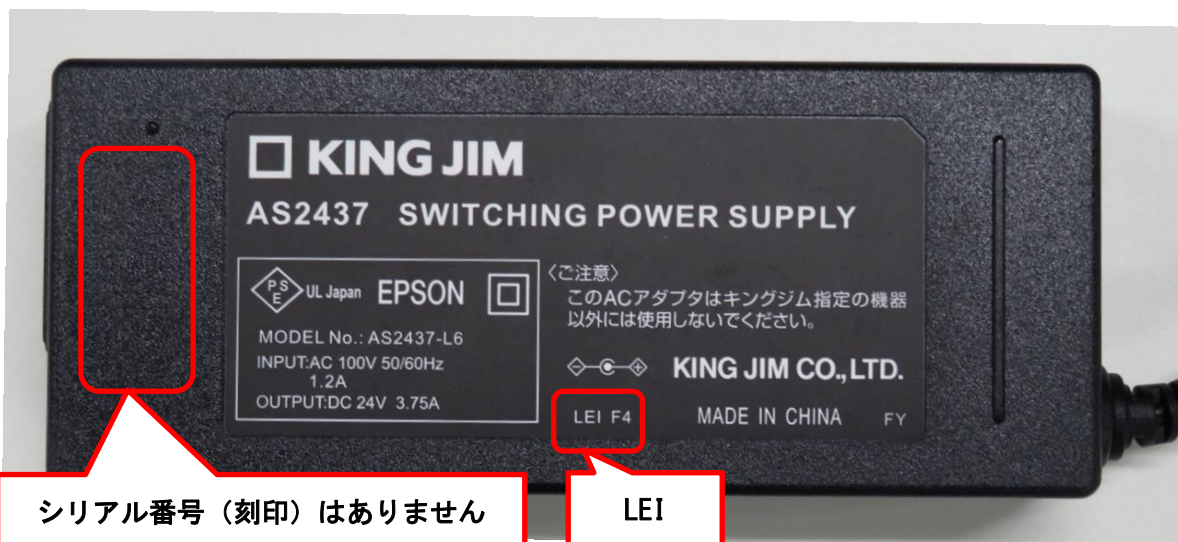 KING JIM
AS2437 SWITCHING POWER SUPPLY
PSE UL Japan EPSON
MODEL No.: AS2437-L6
INPUT:AC 100V 50/60Hz
1.2A
OUTPUT:DC 24V 3.75A
〈ご注意〉
このACアダプタはキングジム指定の機器
以外には使用しないでください。
KING JIM CO., LTD.
LEI F4 MADE IN CHINA FY
シリアル番号（刻印）はありません
LEI